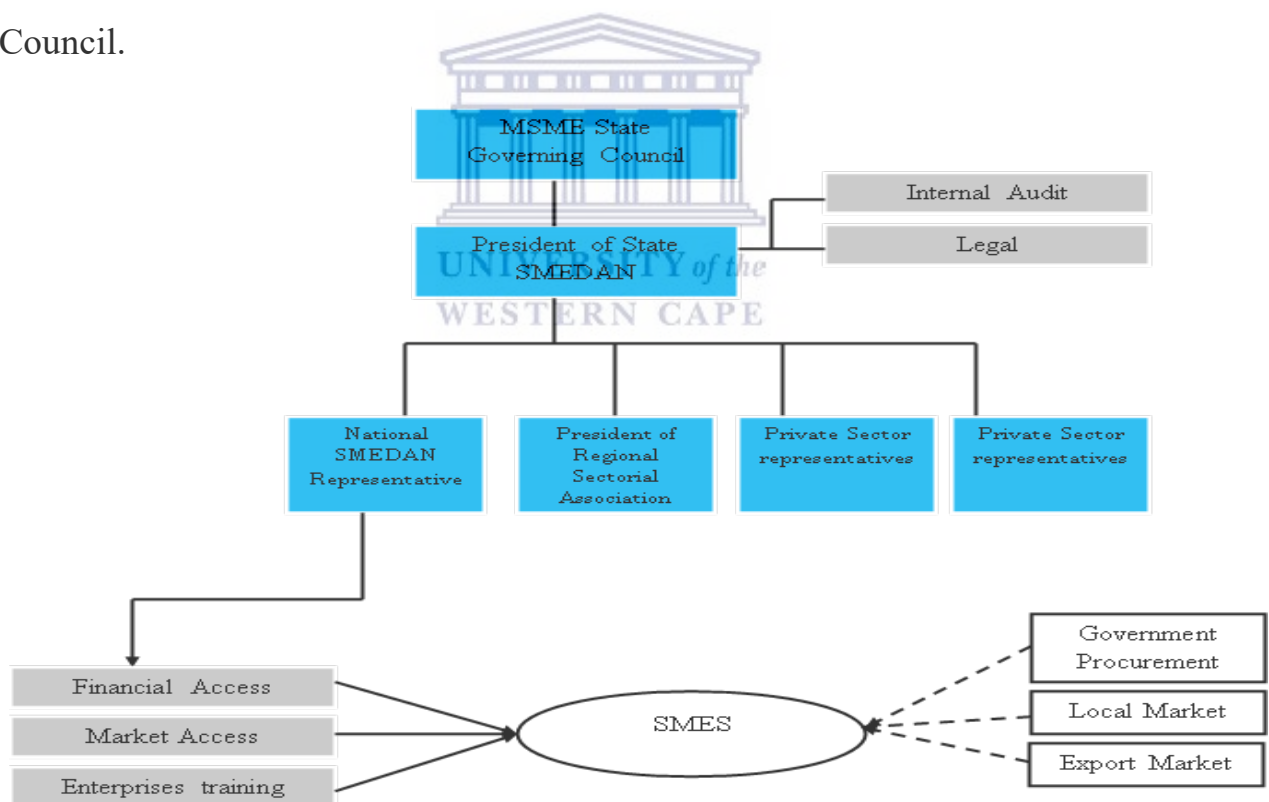 Council.
MSME State
Governing Council
Internal Audit
President of State
SMEDAN
Legal
UNIVERSITY of the
WESTERN CAPE
National
SMEDAN
Representative
President of
Regional
Sectorial
Association
Private Sector
representatives
Private Sector
representatives
Financial Access
Market Access
Enterprises training
SMES
Government
Procurement
Local Market
Export Market